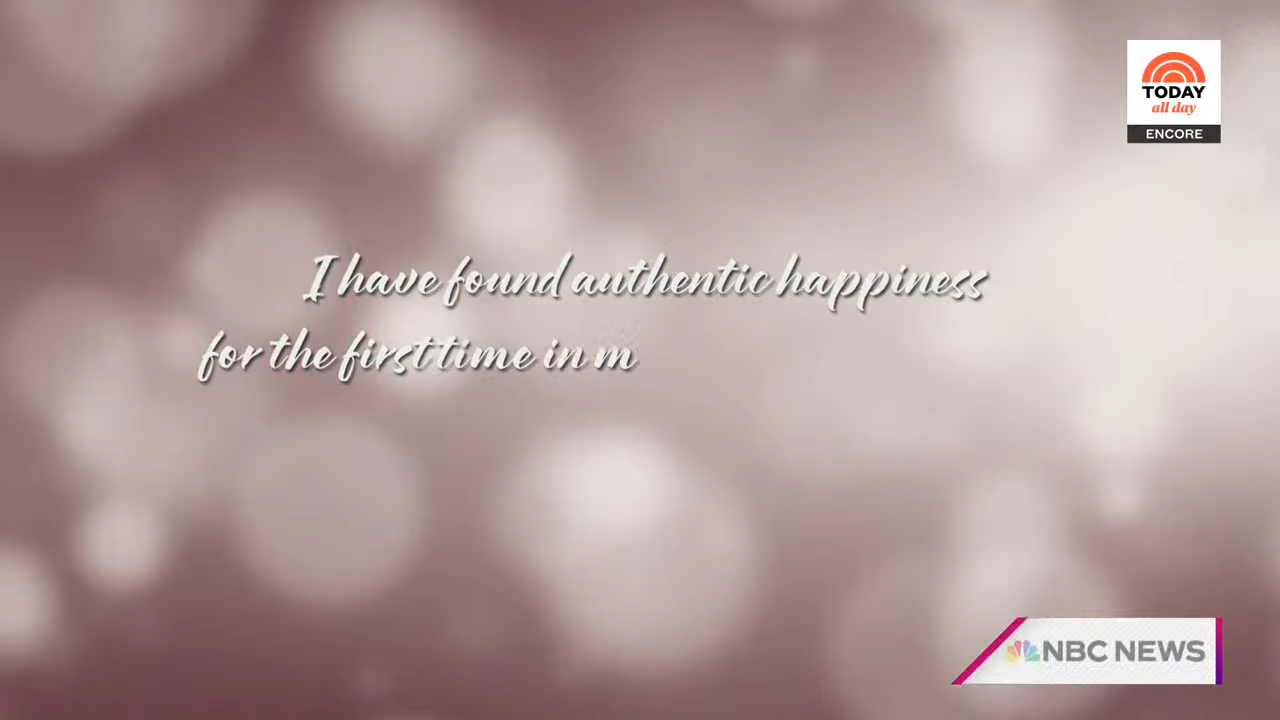 TODAY
all day
ENCORE
I have found authentic happiness
for the first time in m
NBC NEWS